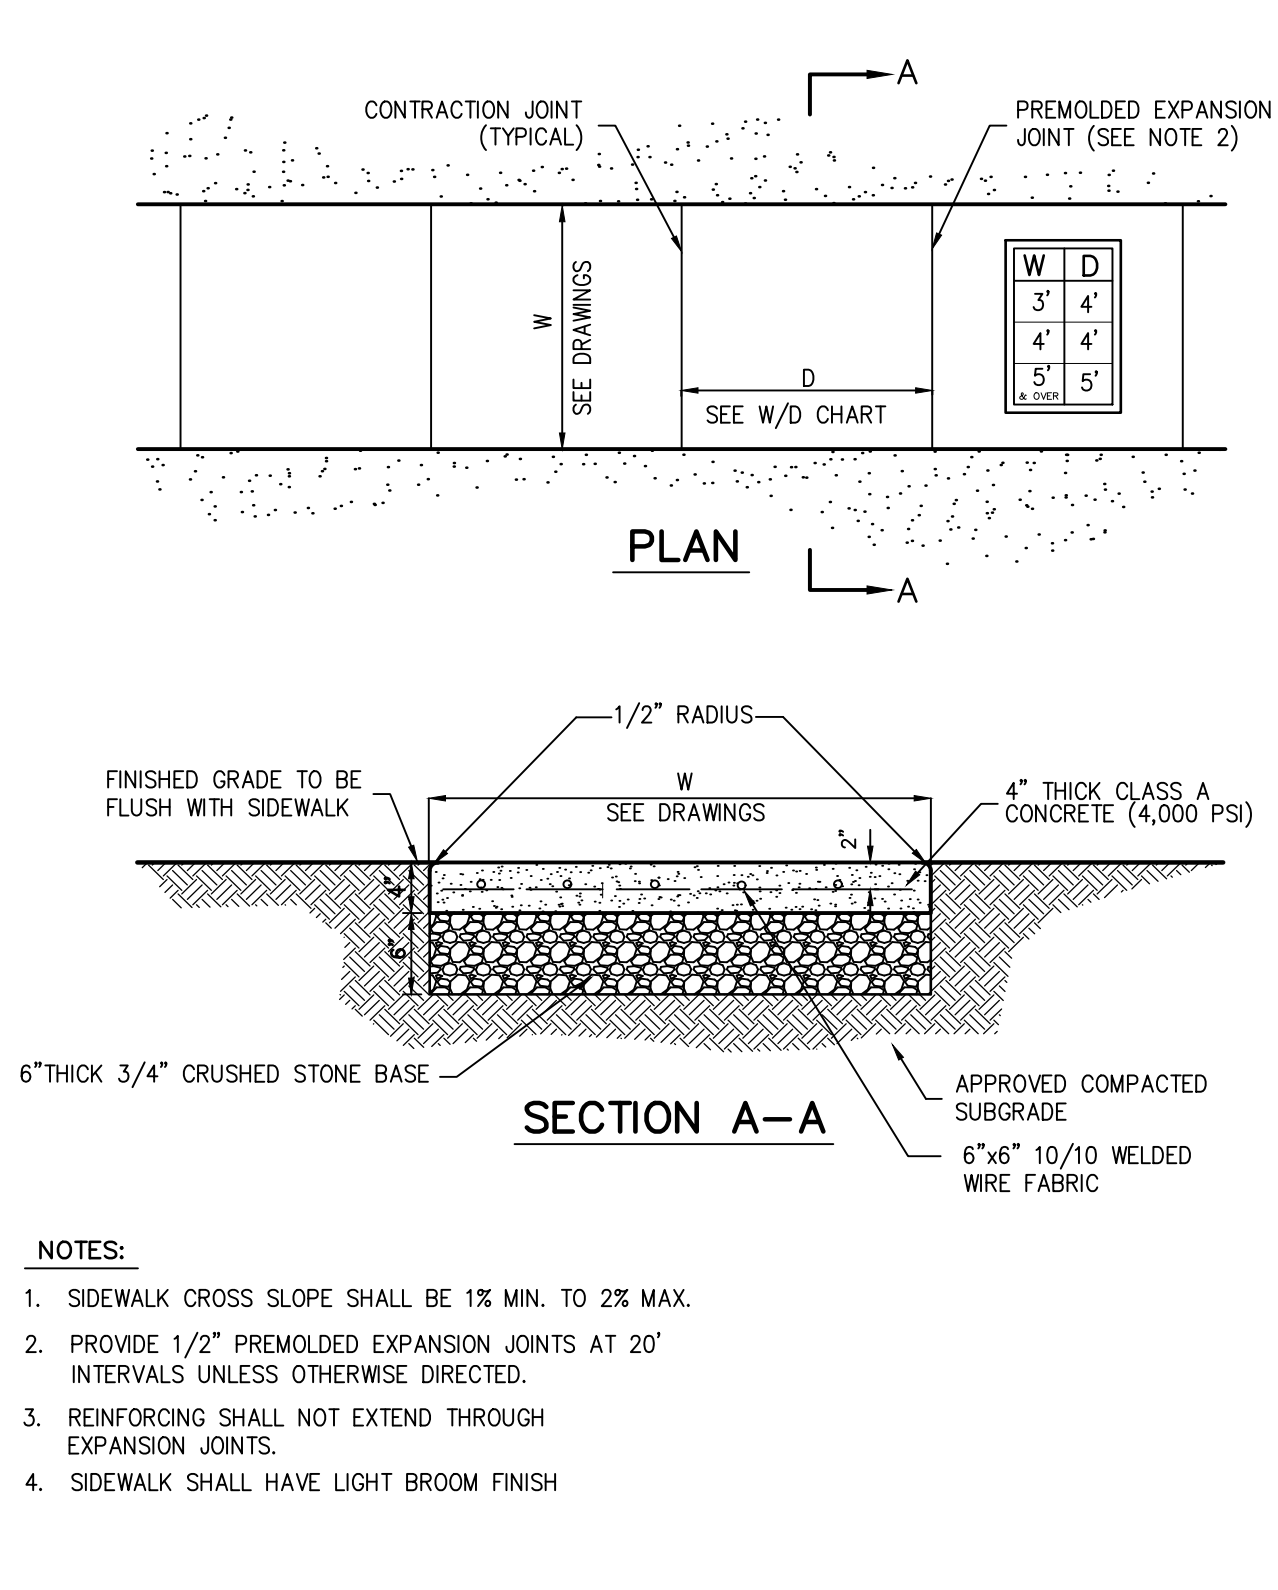 A
CONTRACTION JOINT
(TYPICAL)
PREMOLDED EXPANSION
JOINT (SEE NOTE 2)
W
SEE DRAWINGS
D
SEE W/D CHART
W D
3' 4'
4' 4'
5' 5'
& OVER
PLAN
A
1/2" RADIUS
FINISHED GRADE TO BE
FLUSH WITH SIDEWALK
W
SEE DRAWINGS
4" THICK CLASS A
CONCRETE (4,000 PSI)
2"
4"
6"
6"THICK 3/4" CRUSHED STONE BASE
APPROVED COMPACTED
SUBGRADE
SECTION A-A
6"x6" 10/10 WELDED
WIRE FABRIC
NOTES:
1. SIDEWALK CROSS SLOPE SHALL BE 1% MIN. TO 2% MAX.
2. PROVIDE 1/2" PREMOLDED EXPANSION JOINTS AT 20'
INTERVALS UNLESS OTHERWISE DIRECTED.
3. REINFORCING SHALL NOT EXTEND THROUGH
EXPANSION JOINTS.
4. SIDEWALK SHALL HAVE LIGHT BROOM FINISH